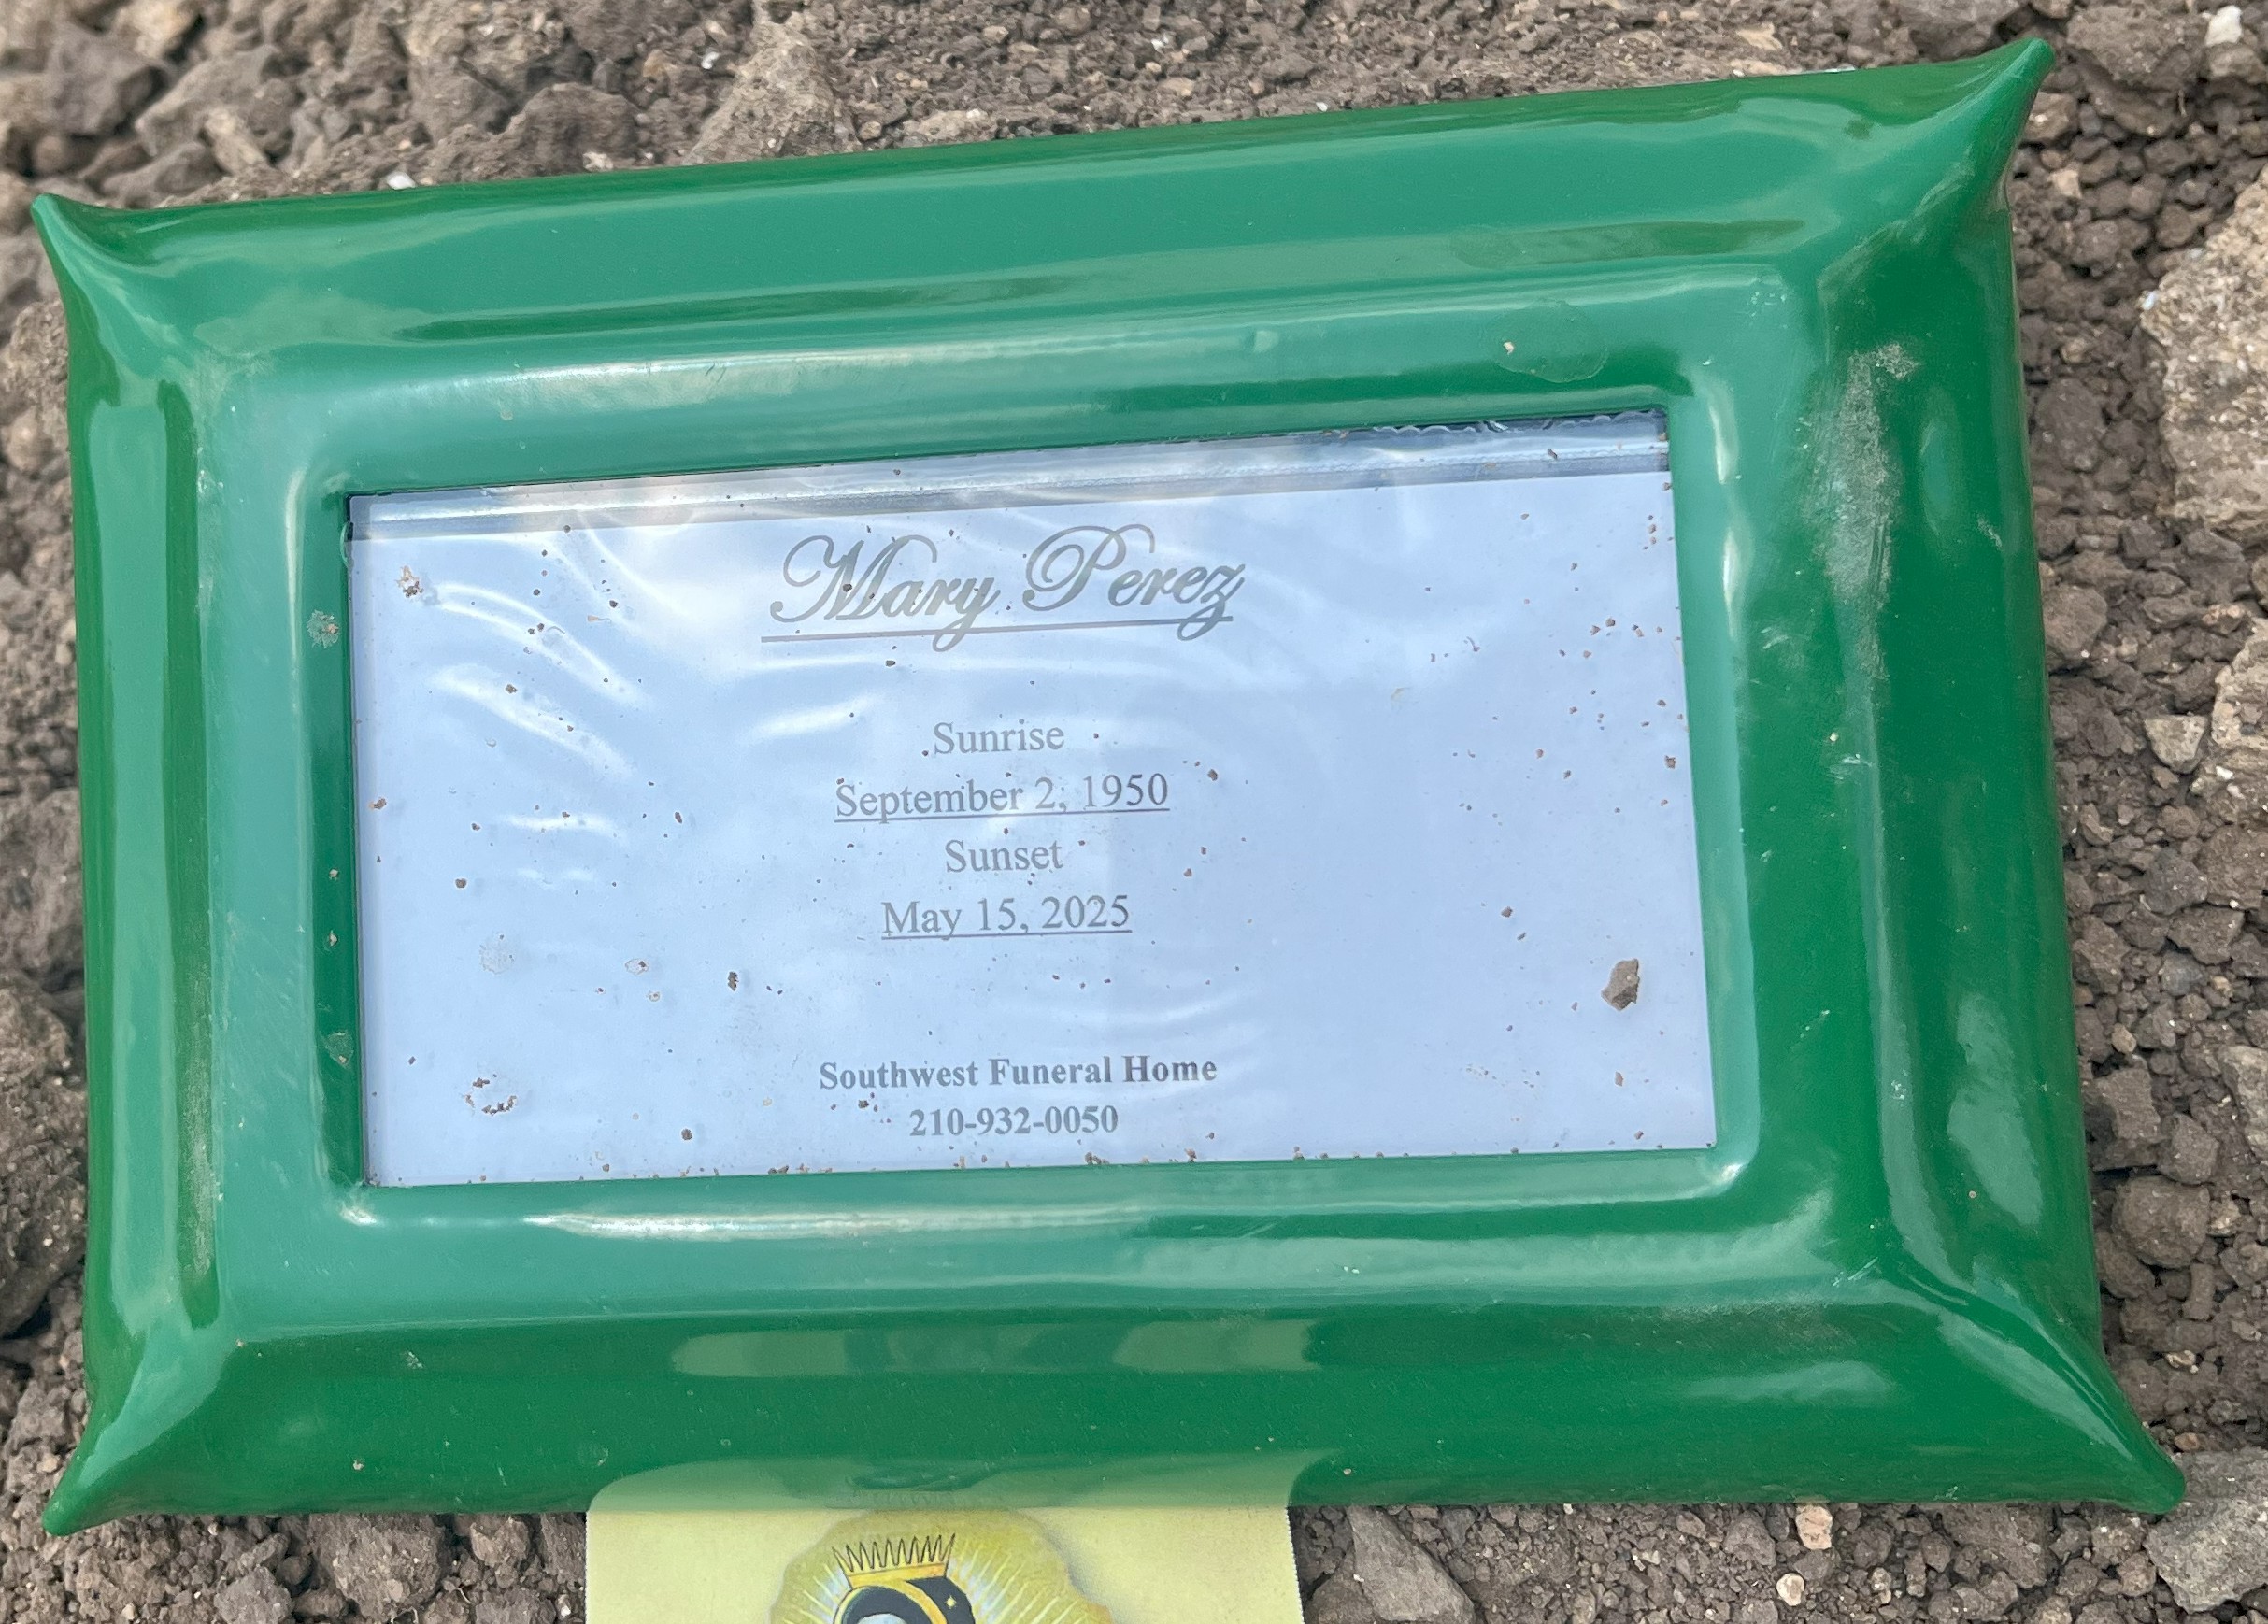 Mary Perez
Sunrise
September 2, 1950
Sunset
May 15, 2025
Southwest Funeral Home
210-932-0050